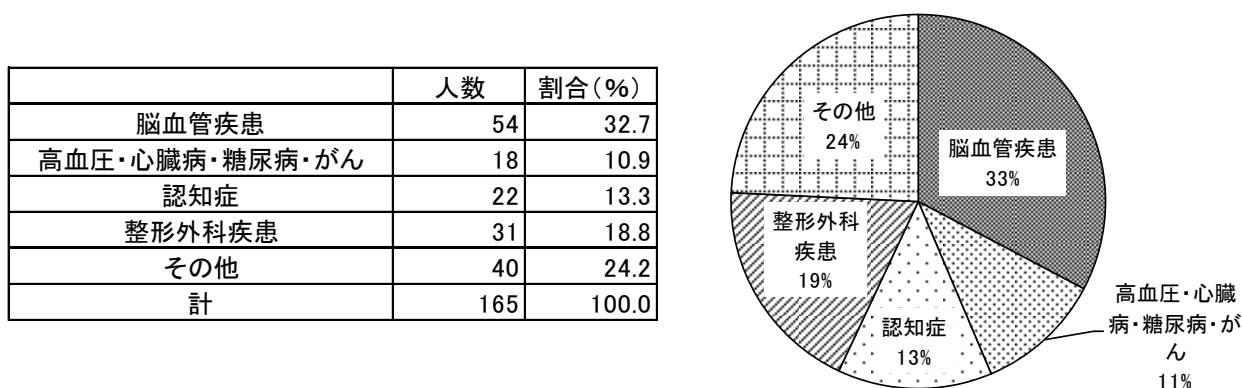 人数 割合(%)
脳血管疾患 54 32.7
高血圧・心臓病・糖尿病・がん 18 10.9
認知症 22 13.3
整形外科疾患 31 18.8
その他 40 24.2
計 165 100.0
その他
24%
脳血管疾患
33%
整形外科
疾患
19%
認知症
13%
高血圧・心臓
病・糖尿病・が
ん
11%